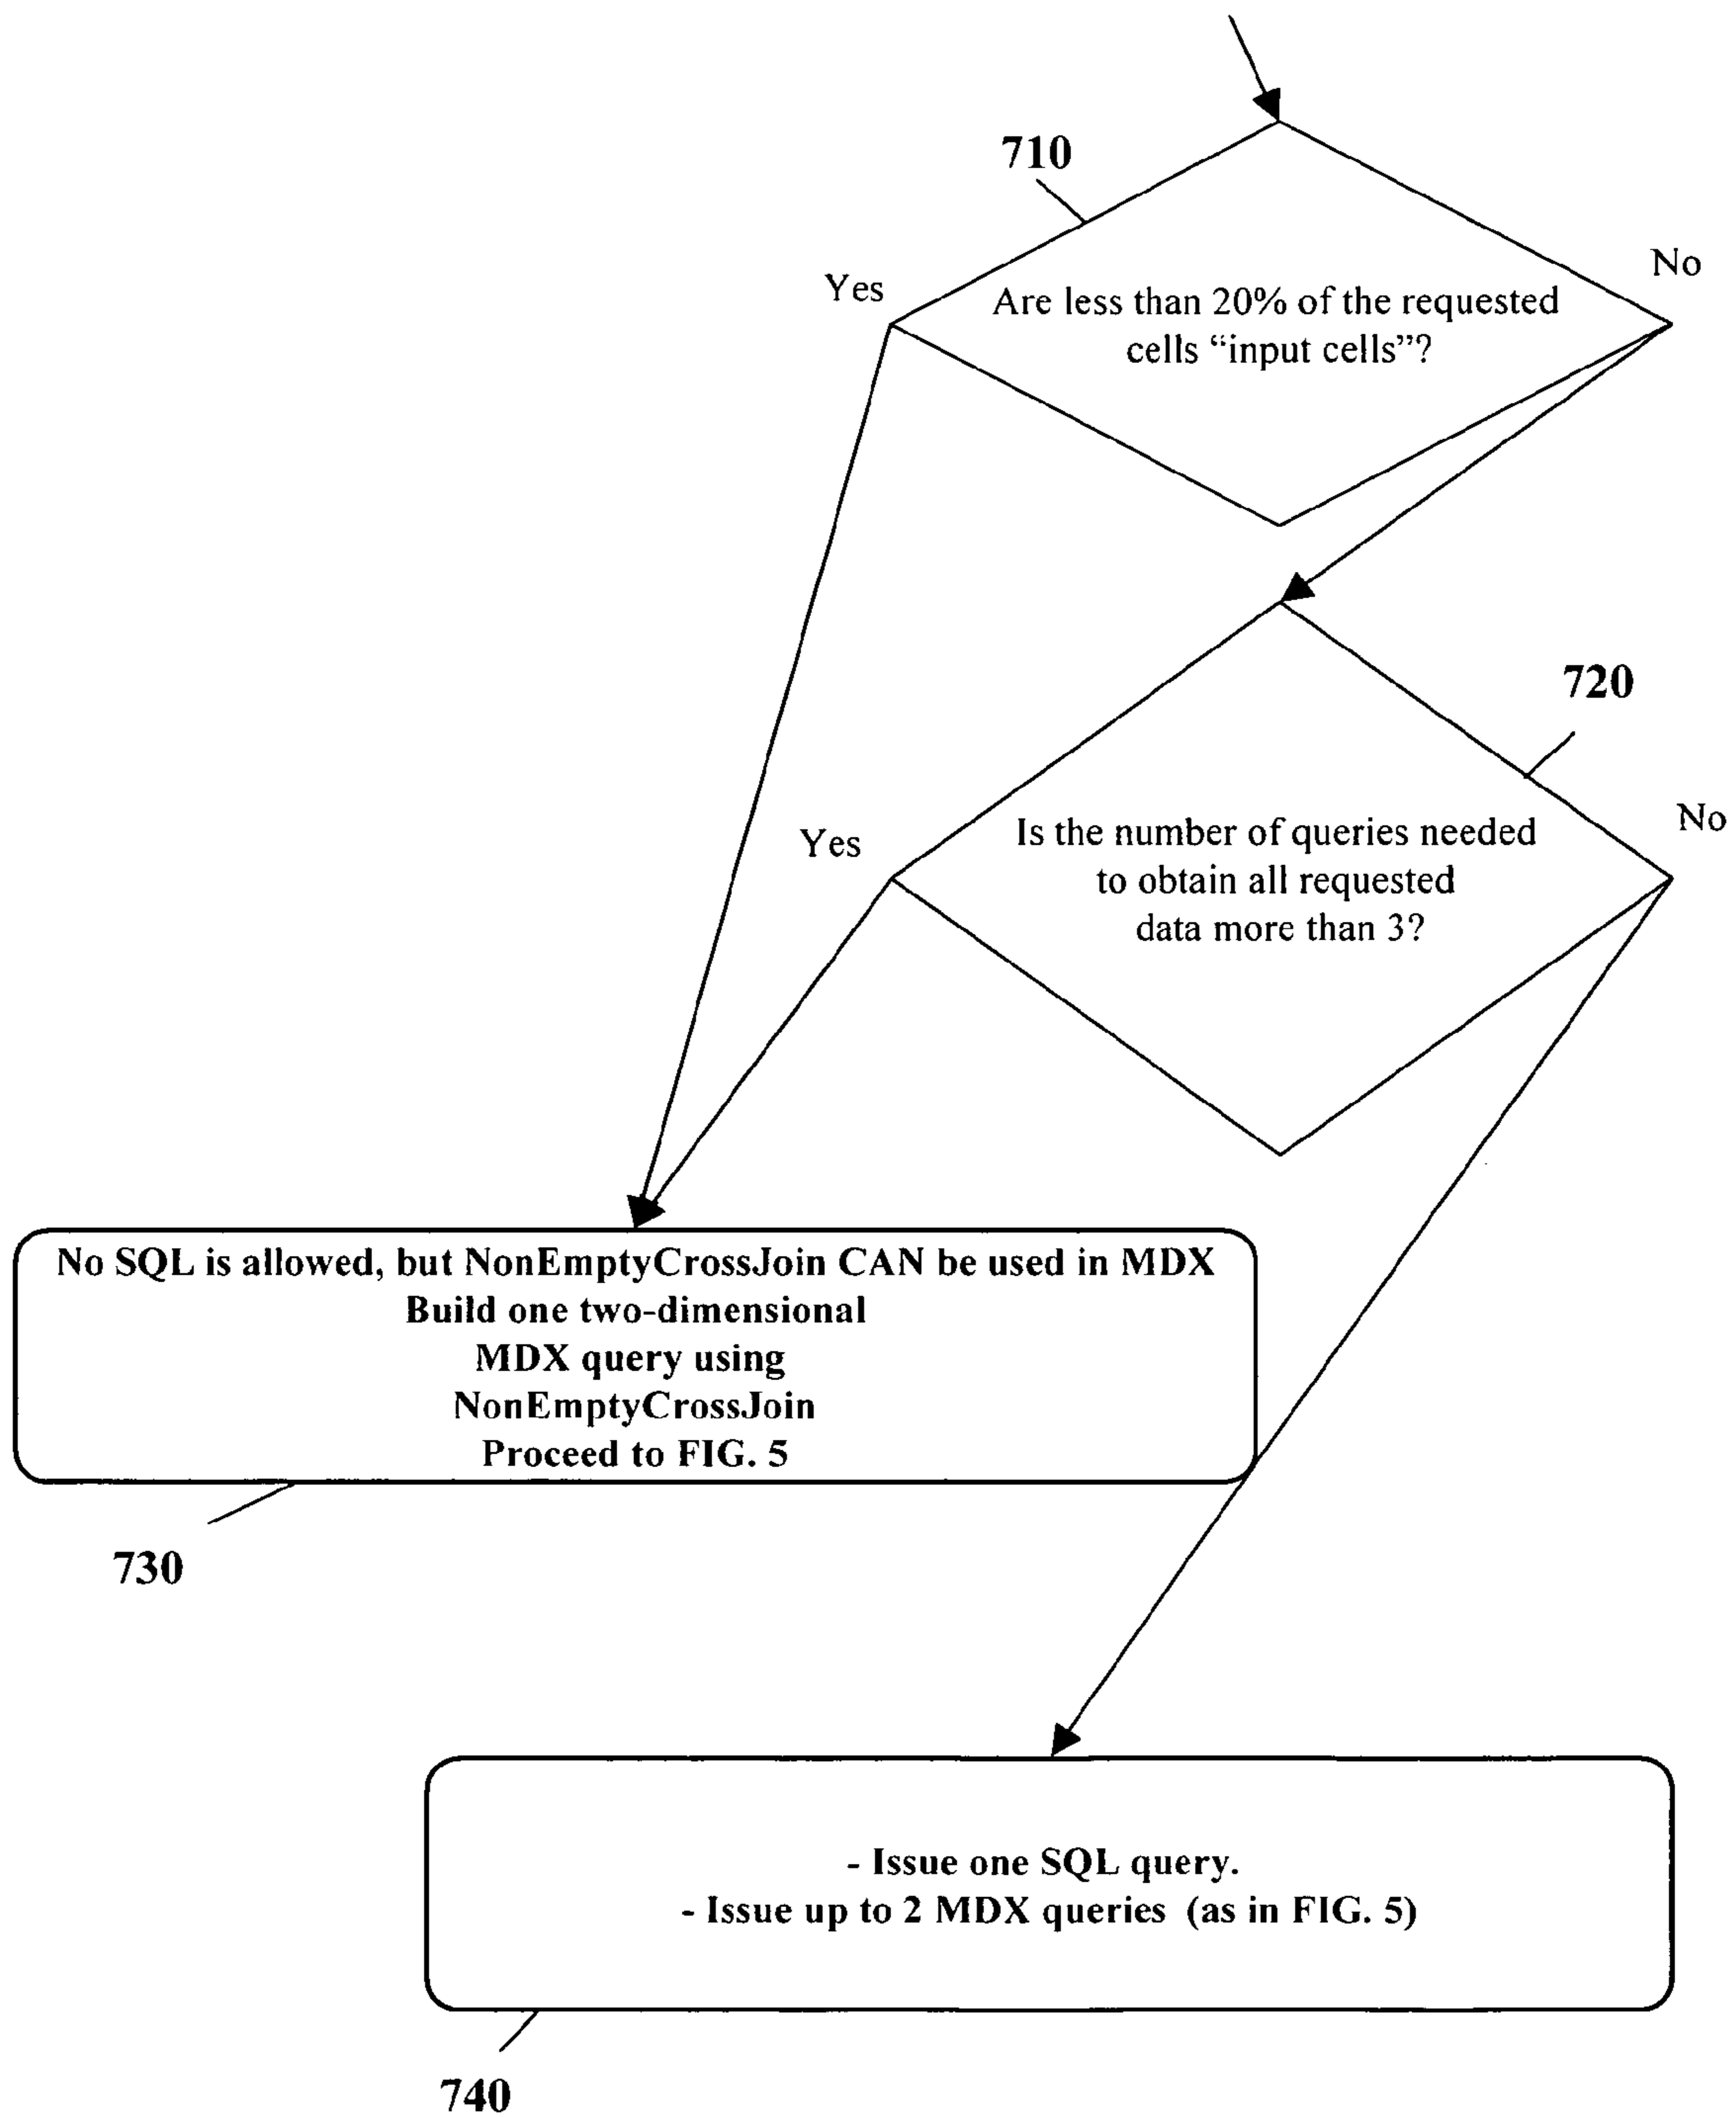 710
Yes
No
Are less than 20% of the requested
cells “input cells”?
720
Yes
No
Is the number of queries needed
to obtain all requested
data more than 3?
No SQL is allowed, but NonEmptyCrossJoin CAN be used in MDX
Build one two-dimensional
MDX query using
NonEmptyCrossJoin
Proceed to FIG. 5
730
- Issue one SQL query.
- Issue up to 2 MDX queries (as in FIG. 5)
740